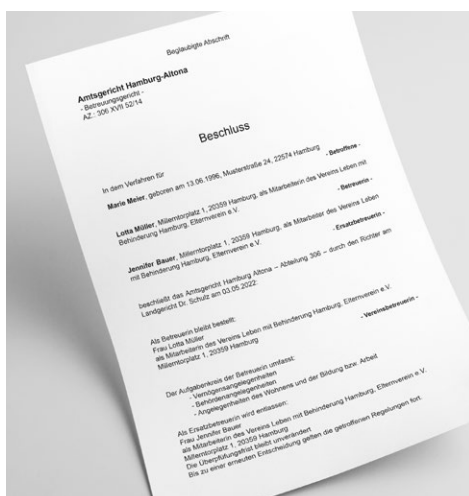 Beglaubigte Abschrift
Amtsgericht Hamburg-Altona
- Betreuungsgericht -
AZ.: 306 XVII 52/14
Beschluss
In dem Verfahren für
Marie Meier, geboren am 13.06.1996, Musterstraße 24, 22574 Hamburg
- Betroffene -
Lotta Müller, Millerntorplatz 1, 20359 Hamburg, als Mitarbeiterin des Vereins Leben mit
Behinderung Hamburg, Elternverein e.V.
- Betreuerin -
Jennifer Bauer, Millerntorplatz 1, 20359 Hamburg, als Mitarbeiter des Vereins Leben
mit Behinderung Hamburg, Elternverein e.V.
- Ersatzbetreuerin -
beschließt das Amtsgericht Hamburg Altona – Abteilung 306 – durch den Richter am
Landgericht Dr. Schulz am 03.05.2022:
Als Betreuerin bleibt bestellt:
Frau Lotta Müller
als Mitarbeiterin des Vereins Leben mit Behinderung Hamburg, Elternverein e.V.
Millerntorplatz 1, 20359 Hamburg
- Vereinsbetreuerin -
Der Aufgabenkreis der Betreuerin umfasst:
- Vermögensangelegenheiten
- Behördenangelegenheiten
- Angelegenheiten des Wohnens und der Bildung bzw. Arbeit
Als Ersatzbetreuerin wird entlassen:
Frau Jennifer Bauer
als Mitarbeiterin des Vereins Leben mit Behinderung Hamburg, Elternverein e.V.
Millerntorplatz 1, 20359 Hamburg
Die Überprüfungsfrist bleibt unverändert
Bis zu einer erneuten Entscheidung gelten die getroffenen Regelungen fort.